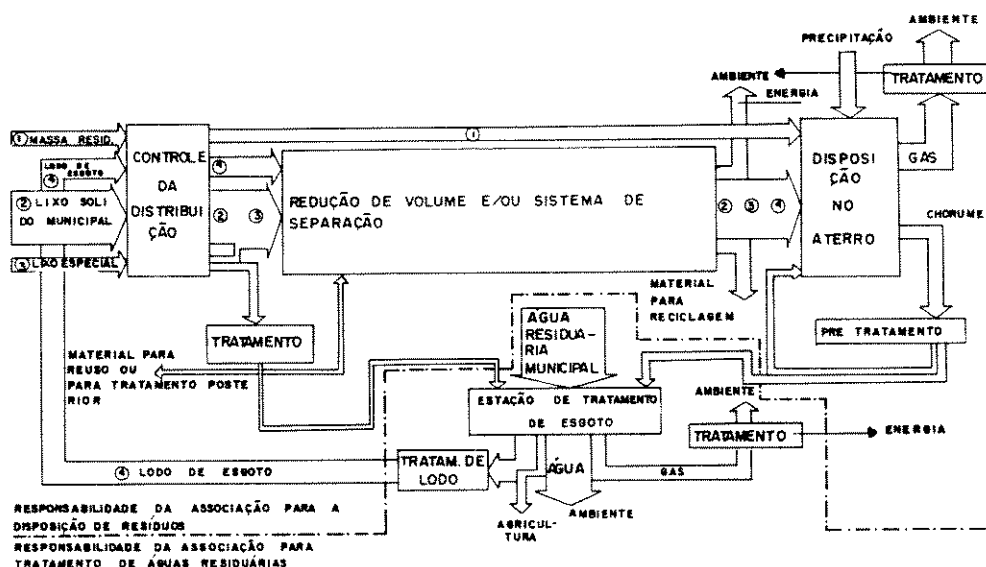 AMBIENTE
PRECIPITAÇÃO
AMBIENTE
TRATAMENTO
ENERGIA
① MASSA RESID.
①
CONTROLE
DA
DISTRIBUI
ÇÃO
LODO DE
ESGOTO
④
④
② LIXO SOLI
DO MUNICIPAL
② ③
REDUÇÃO DE VOLUME E/OU SISTEMA DE
SEPARAÇÃO
② ③ ④
DISPOSI
ÇÃO
NO
ATERRO
GAS
CHORUME
③ LIXO ESPECIAL
MATERIAL
PARA
RECICLAGEM
TRATAMENTO
AGUA
RESIDUA-
RIA
MUNICIPAL
PRE TRATAMENTO
MATERIAL PARA
REUSO OU
PARA TRATAMENTO POSTE
RIOR
ESTAÇÃO DE TRATAMENTO
DE ESGOTO
AMBIENTE
TRATAMENTO
ENERGIA
④ LODO DE ESGOTO
TRATAM. DE
LODO
ÁGUA
GAS
AGRICUL-
TURA
AMBIENTE
RESPONSABILIDADE DA ASSOCIAÇÃO PARA A
DISPOSIÇÃO DE RESÍDUOS
RESPONSABILIDADE DA ASSOCIAÇÃO PARA
TRATAMENTO DE ÁGUAS RESIDUÁRIAS